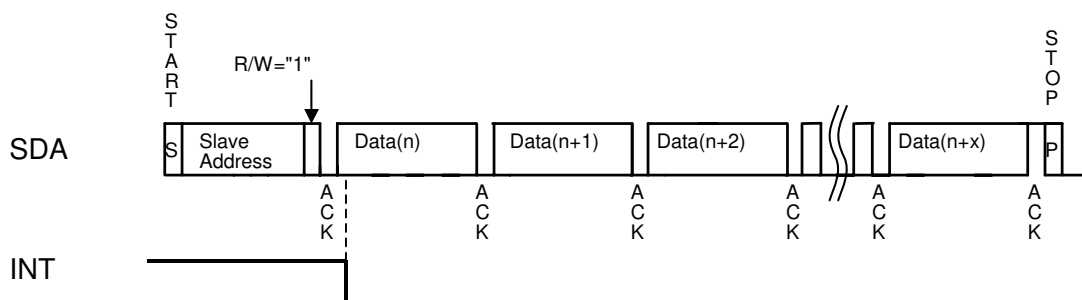 START
STOP
R/W="1"
SDA
S
Slave
Address
Data(n)
Data(n+1)
Data(n+2)
Data(n+x)
P
ACK
ACK
ACK
ACK
ACK
ACK
INT